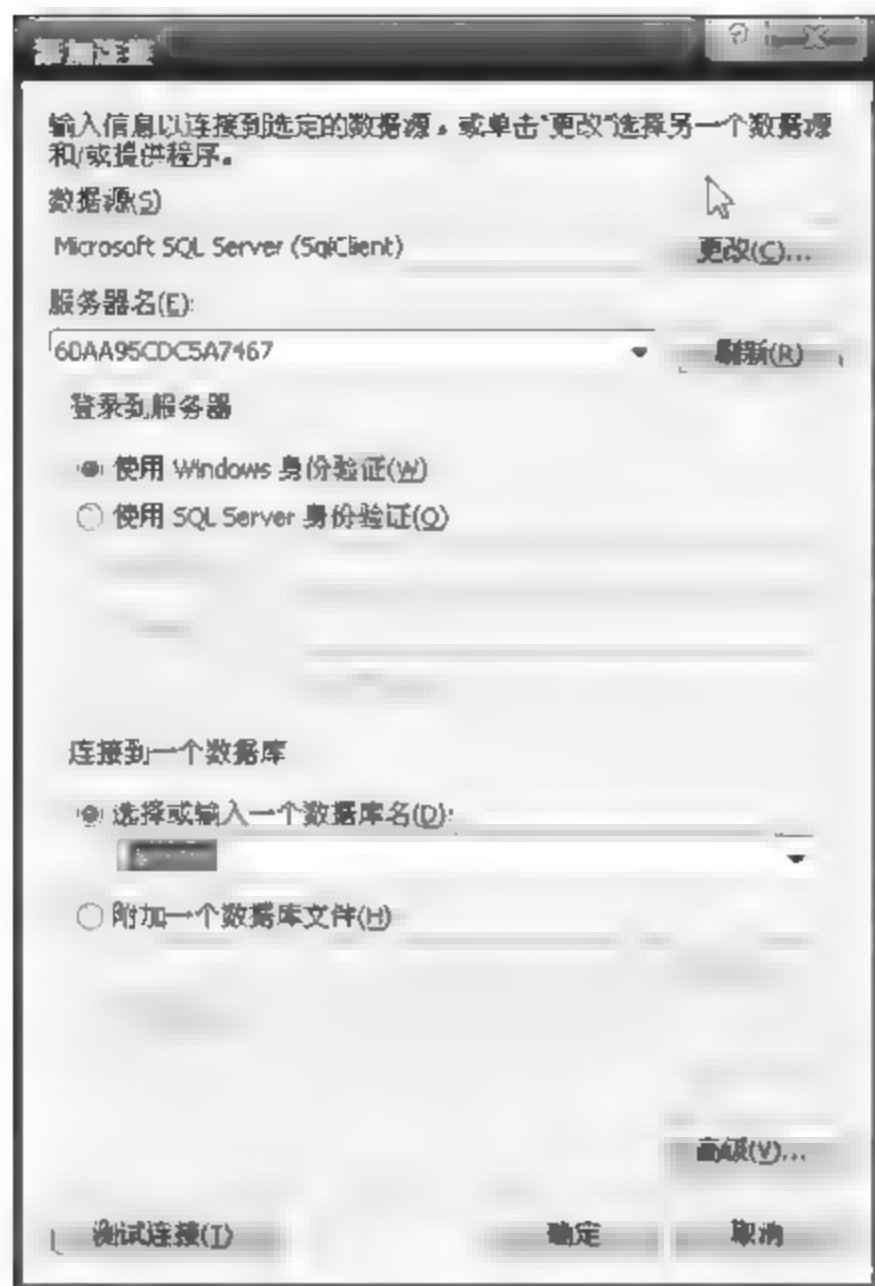 添加连接
输入信息以连接到选定的数据源，或单击"更改"选择另一个数据源
和/或提供程序。
数据源(S)
Microsoft SQL Server (SqlClient)
更改(C)...
服务器名(E):
60AA95CDC5A7467
刷新(R)
登录到服务器
使用 Windows 身份验证(W)
使用 SQL Server 身份验证(Q)
连接到一个数据库
选择或输入一个数据库名(D):
附加一个数据库文件(H)
高级(V)...
测试连接(T)
确定
取消